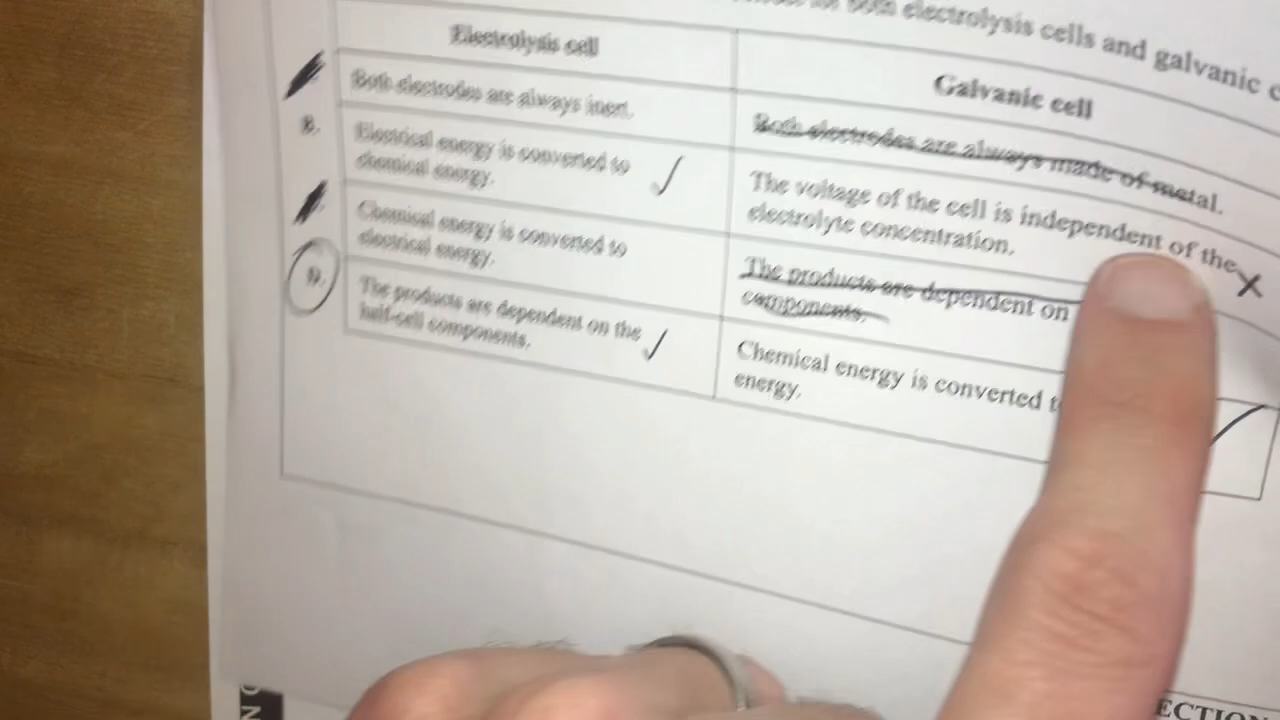 both electrolysis cells and galvanic
Electrolysis cell
Galvanic cell
Both electrodes are always inert.
Both electrodes are always made of metal.
B.
Electrical energy is converted to
chemical energy.
The voltage of the cell is independent of the
electrolyte concentration.
Chemical energy is converted to
electrical energy.
The products are dependent on
components.
D.
The products are dependent on the
half-cell components.
Chemical energy is converted
energy.